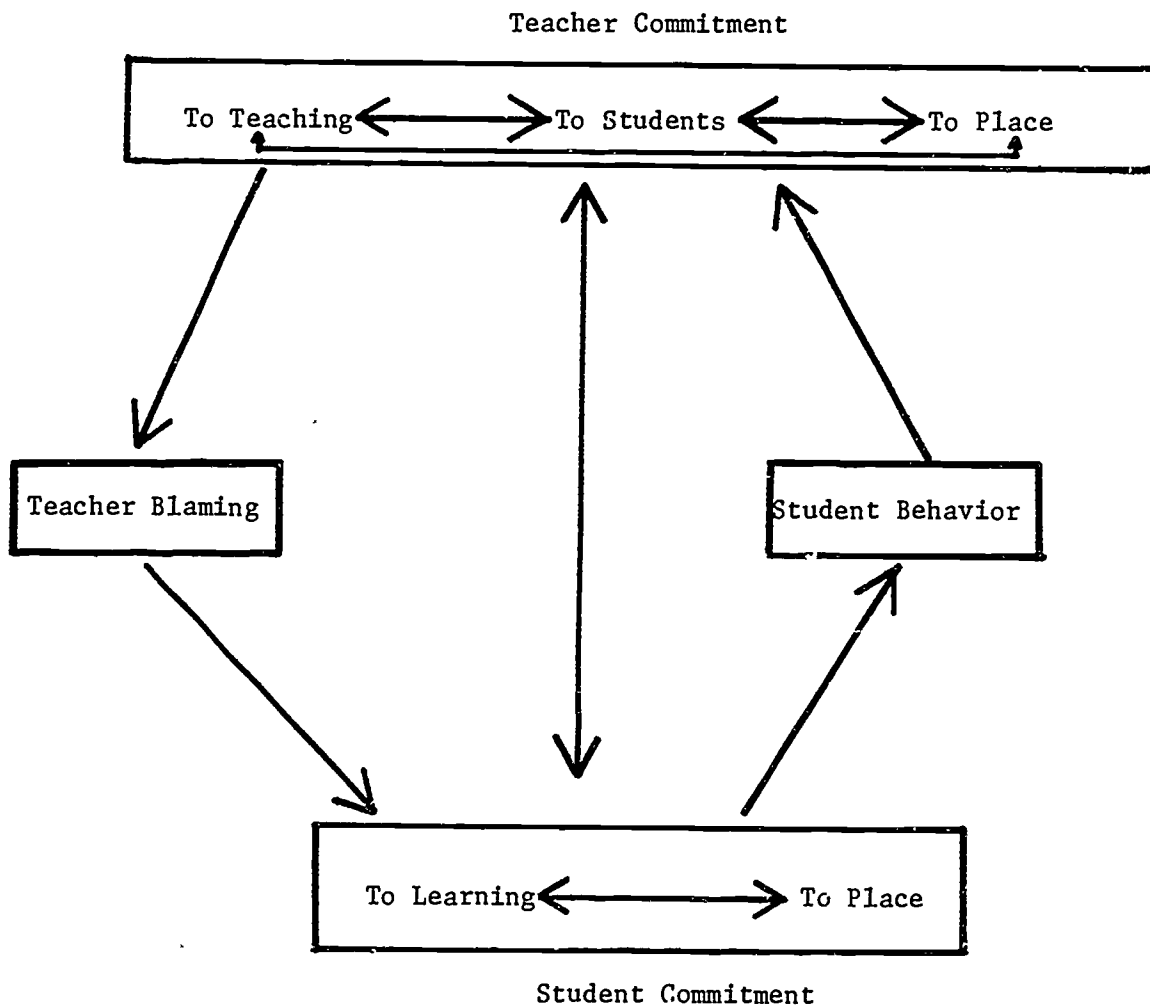 Teacher Commitment
To Teaching To Students To Place
Teacher Blaming
Student Behavior
To Learning To Place
Student Commitment